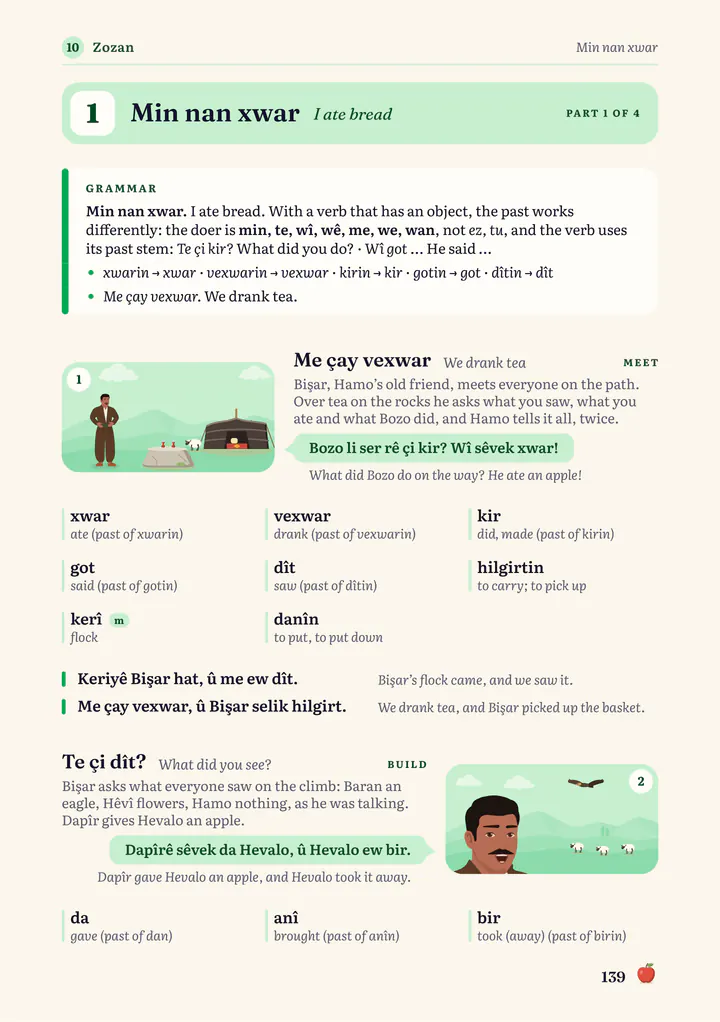 10 Zozan
Min nan xwar
1
Min nan xwar I ate bread
PART 1 OF 4
GRAMMAR
Min nan xwar. I ate bread. With a verb that has an object, the past works
differently: the doer is min, te, wî, wê, me, we, wan, not ez, tu, and the verb uses
its past stem: Te çi kir? What did you do? · Wî got … He said …
• xwarin → xwar · vexwarin → vexwar · kirin → kir · gotin → got · dîtin → dît
• Me çay vexwar. We drank tea.
1
Me çay vexwar We drank tea
MEET
Bişar, Hamo’s old friend, meets everyone on the path.
Over tea on the rocks he asks what you saw, what you
ate and what Bozo did, and Hamo tells it all, twice.
Bozo li ser rê çi kir? Wî sêvek xwar!
What did Bozo do on the way? He ate an apple!
xwar
ate (past of xwarin)
vexwar
drank (past of vexwarin)
kir
did, made (past of kirin)
got
said (past of gotin)
dît
saw (past of dîtin)
hilgirtin
to carry; to pick up
kerî m
flock
danîn
to put, to put down
Keriyê Bişar hat, û me ew dît.
Bişar’s flock came, and we saw it.
Me çay vexwar, û Bişar selik hilgirt.
We drank tea, and Bişar picked up the basket.
Te çi dît? What did you see?
BUILD
Bişar asks what everyone saw on the climb: Baran an
eagle, Hêvî flowers, Hamo nothing, as he was talking.
Dapîr gives Hevalo an apple.
Dapîrê sêvek da Hevalo, û Hevalo ew bir.
Dapîr gave Hevalo an apple, and Hevalo took it away.
2
da
gave (past of dan)
anî
brought (past of anîn)
bir
took (away) (past of birin)
139